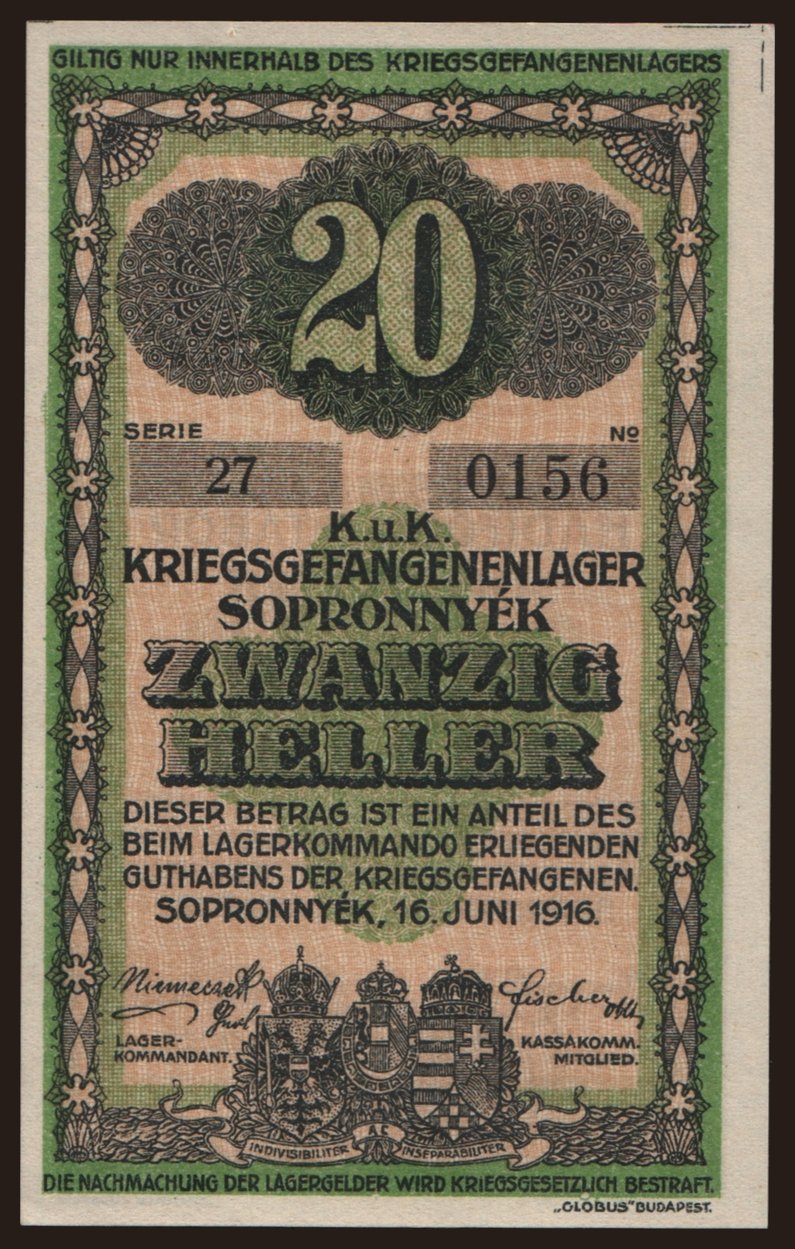 GILTIG NUR INNERHALB DES KRIEGSGEFANGENENLAGERS
20
SERIE
No
27
0156
K.u.K.
KRIEGSGEFANGENENLAGER
SOPRONNYÉK
ZWANZIG
HELLER
DIESER BETRAG IST EIN ANTEIL DES
BEIM LAGERKOMMANDO ERLIEGENDEN
GUTHABENS DER KRIEGSGEFANGENEN.
SOPRONNYÉK, 16. JUNI 1916.
Fischer
LAGER-
KOMMANDANT.
KASSAKOMM.
MITGLIED.
INDIVISIBILITER AC INSEPARABILITER
DIE NACHMACHUNG DER LAGERGELDER WIRD KRIEGSGESETZLICH BESTRAFT.
„GLOBUS" BUDAPEST.